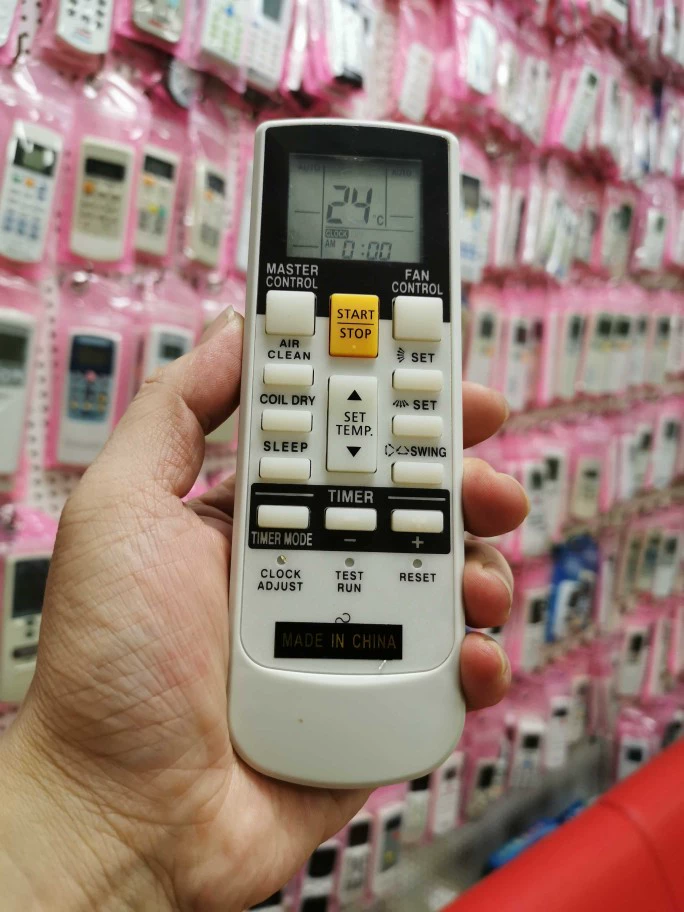 24°C
CLOCK
AM 0:00
MASTER CONTROL
FAN CONTROL
START
STOP
AIR CLEAN
SET
COIL DRY
SET TEMP.
SET
SLEEP
SWING
TIMER
TIMER MODE
−
+
CLOCK ADJUST
TEST RUN
RESET
MADE IN CHINA